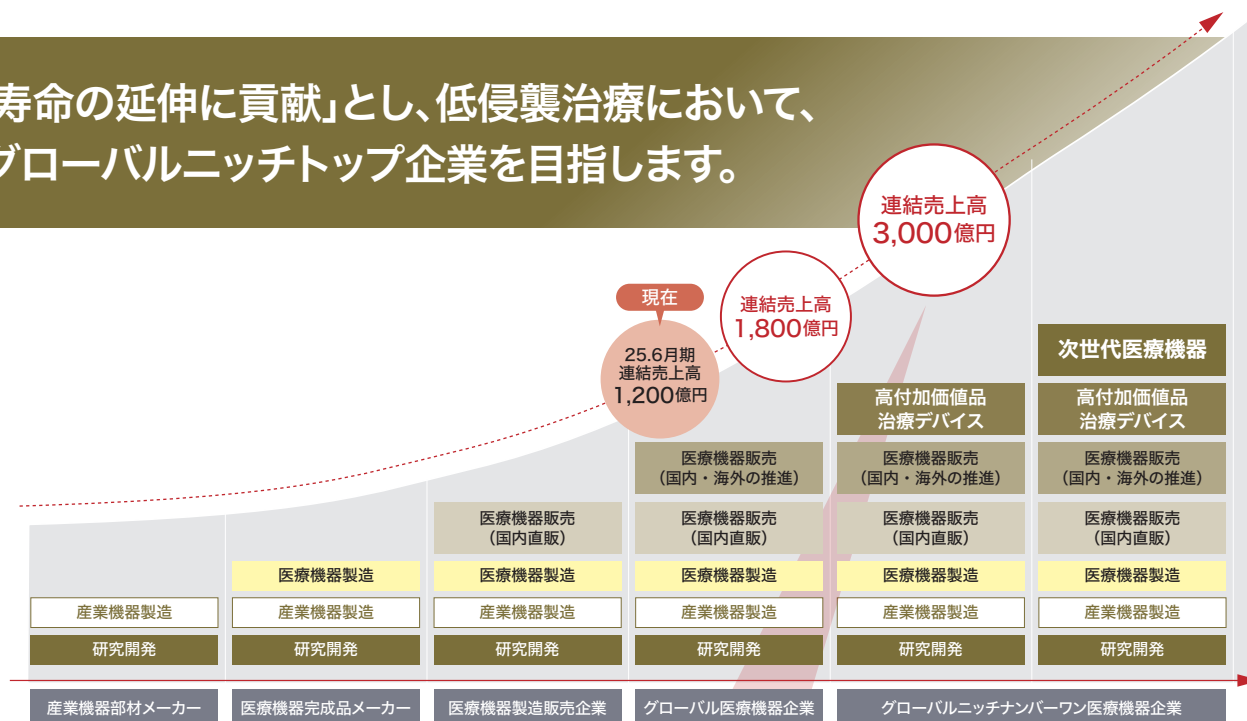 寿命の延伸に貢献」とし、低侵襲治療において、
グローバルニッチトップ企業を目指します。
連結売上高
3,000億円
連結売上高
1,800億円
現在
25.6月期
連結売上高
1,200億円
次世代医療機器
高付加価値品
治療デバイス
高付加価値品
治療デバイス
医療機器販売
（国内・海外の推進）
医療機器販売
（国内・海外の推進）
医療機器販売
（国内・海外の推進）
医療機器販売
（国内直販）
医療機器販売
（国内直販）
医療機器販売
（国内直販）
医療機器販売
（国内直販）
医療機器製造
医療機器製造
医療機器製造
医療機器製造
医療機器製造
産業機器製造
産業機器製造
産業機器製造
産業機器製造
産業機器製造
産業機器製造
研究開発
研究開発
研究開発
研究開発
研究開発
研究開発
産業機器部材メーカー
医療機器完成品メーカー
医療機器製造販売企業
グローバル医療機器企業
グローバルニッチナンバーワン医療機器企業